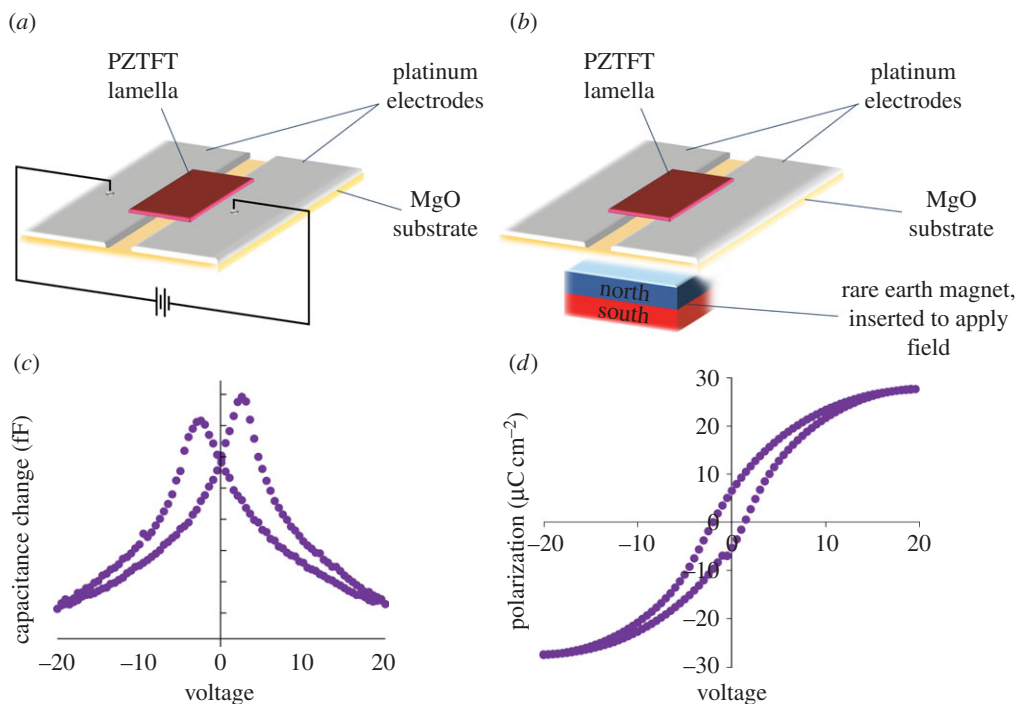 (a)
PZTFT
lamella
platinum
electrodes
MgO
substrate
(b)
PZTFT
lamella
platinum
electrodes
MgO
substrate
north
south
rare earth magnet,
inserted to apply
field
(c)
capacitance change (fF)
−20
−10
0
10
20
voltage
(d)
polarization (µC cm−2)
30
20
10
0
−10
−20
−30
−20
−10
0
10
20
voltage